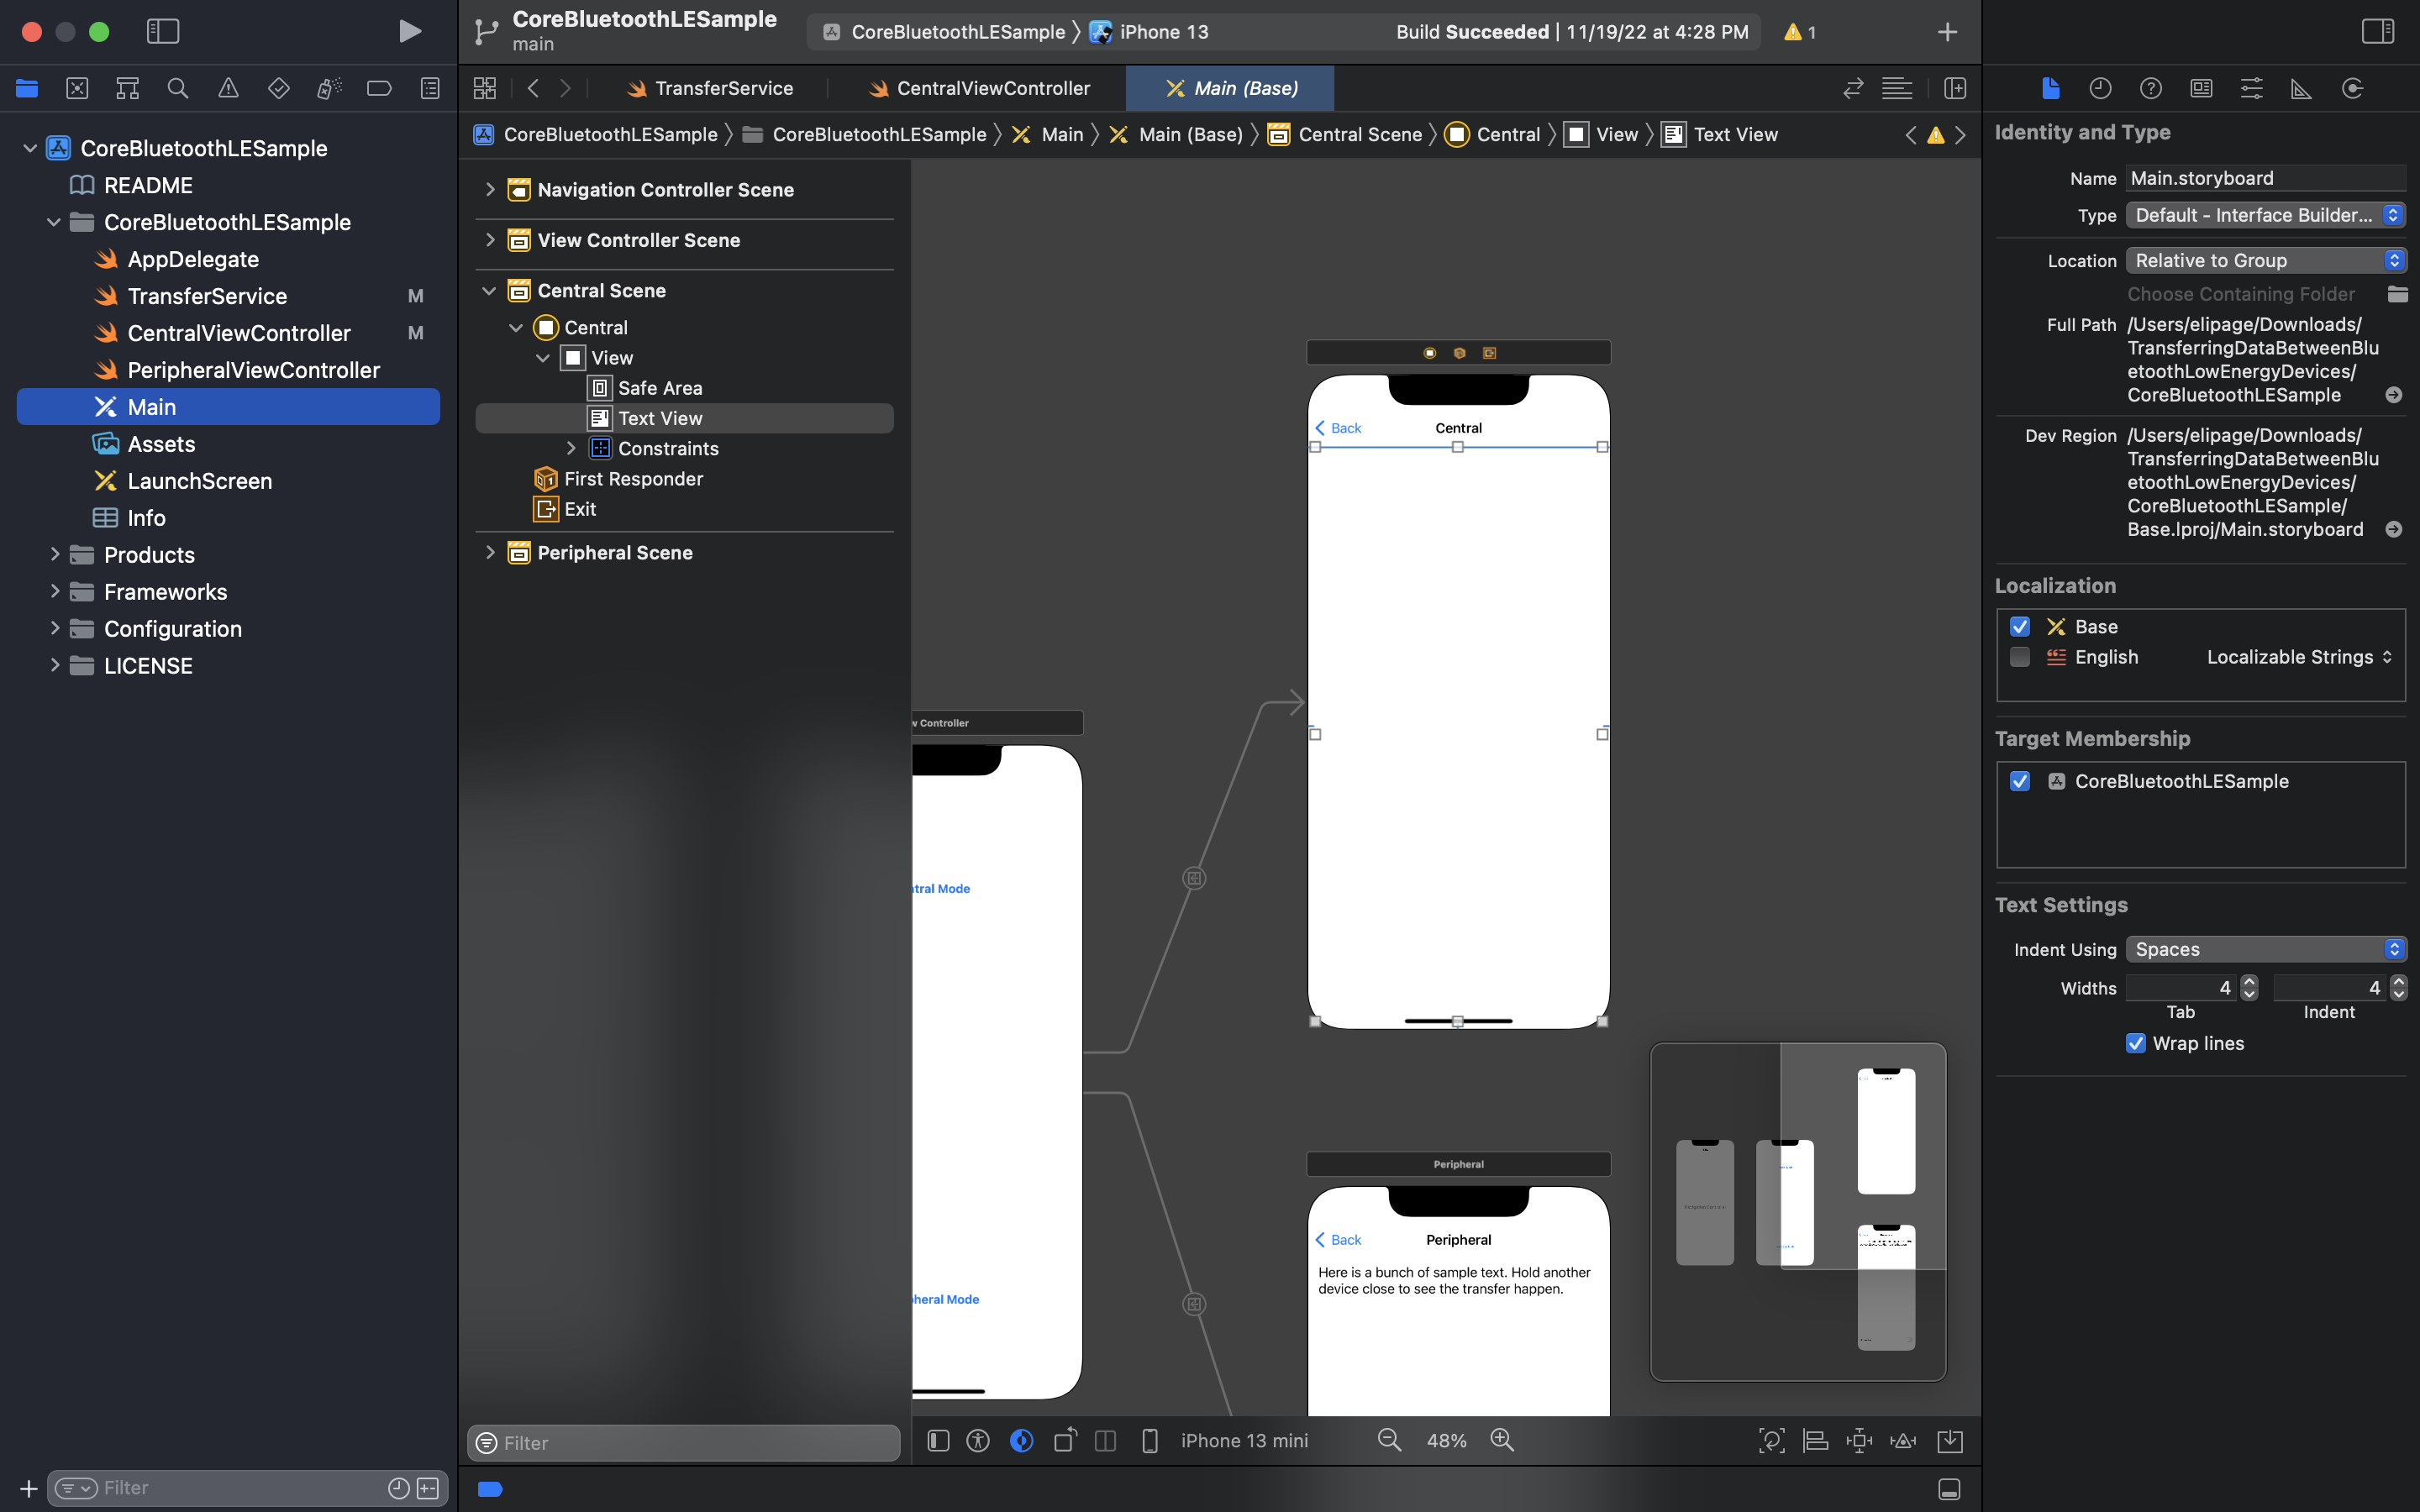 CoreBluetoothLESample
main
CoreBluetoothLESample
iPhone 13
Build Succeeded | 11/19/22 at 4:28 PM
1
TransferService
CentralViewController
Main (Base)
CoreBluetoothLESample
CoreBluetoothLESample
Main
Main (Base)
Central Scene
Central
View
Text View
CoreBluetoothLESample
README
CoreBluetoothLESample
AppDelegate
TransferService M
CentralViewController M
PeripheralViewController
Main
Assets
LaunchScreen
Info
Products
Frameworks
Configuration
LICENSE
Filter
Navigation Controller Scene
View Controller Scene
Central Scene
Central
View
Safe Area
Text View
Constraints
First Responder
Exit
Peripheral Scene
Filter
Back
Central
w Controller
ntral Mode
heral Mode
Peripheral
Back
Peripheral
Here is a bunch of sample text. Hold another
device close to see the transfer happen.
iPhone 13 mini
48%
Identity and Type
Name Main.storyboard
Type Default - Interface Builder...
Location Relative to Group
Choose Containing Folder
Full Path /Users/elipage/Downloads/
TransferringDataBetweenBlu
etoothLowEnergyDevices/
CoreBluetoothLESample
Dev Region /Users/elipage/Downloads/
TransferringDataBetweenBlu
etoothLowEnergyDevices/
CoreBluetoothLESample/
Base.lproj/Main.storyboard
Localization
Base
English Localizable Strings
Target Membership
CoreBluetoothLESample
Text Settings
Indent Using Spaces
Widths 4 4
Tab Indent
Wrap lines